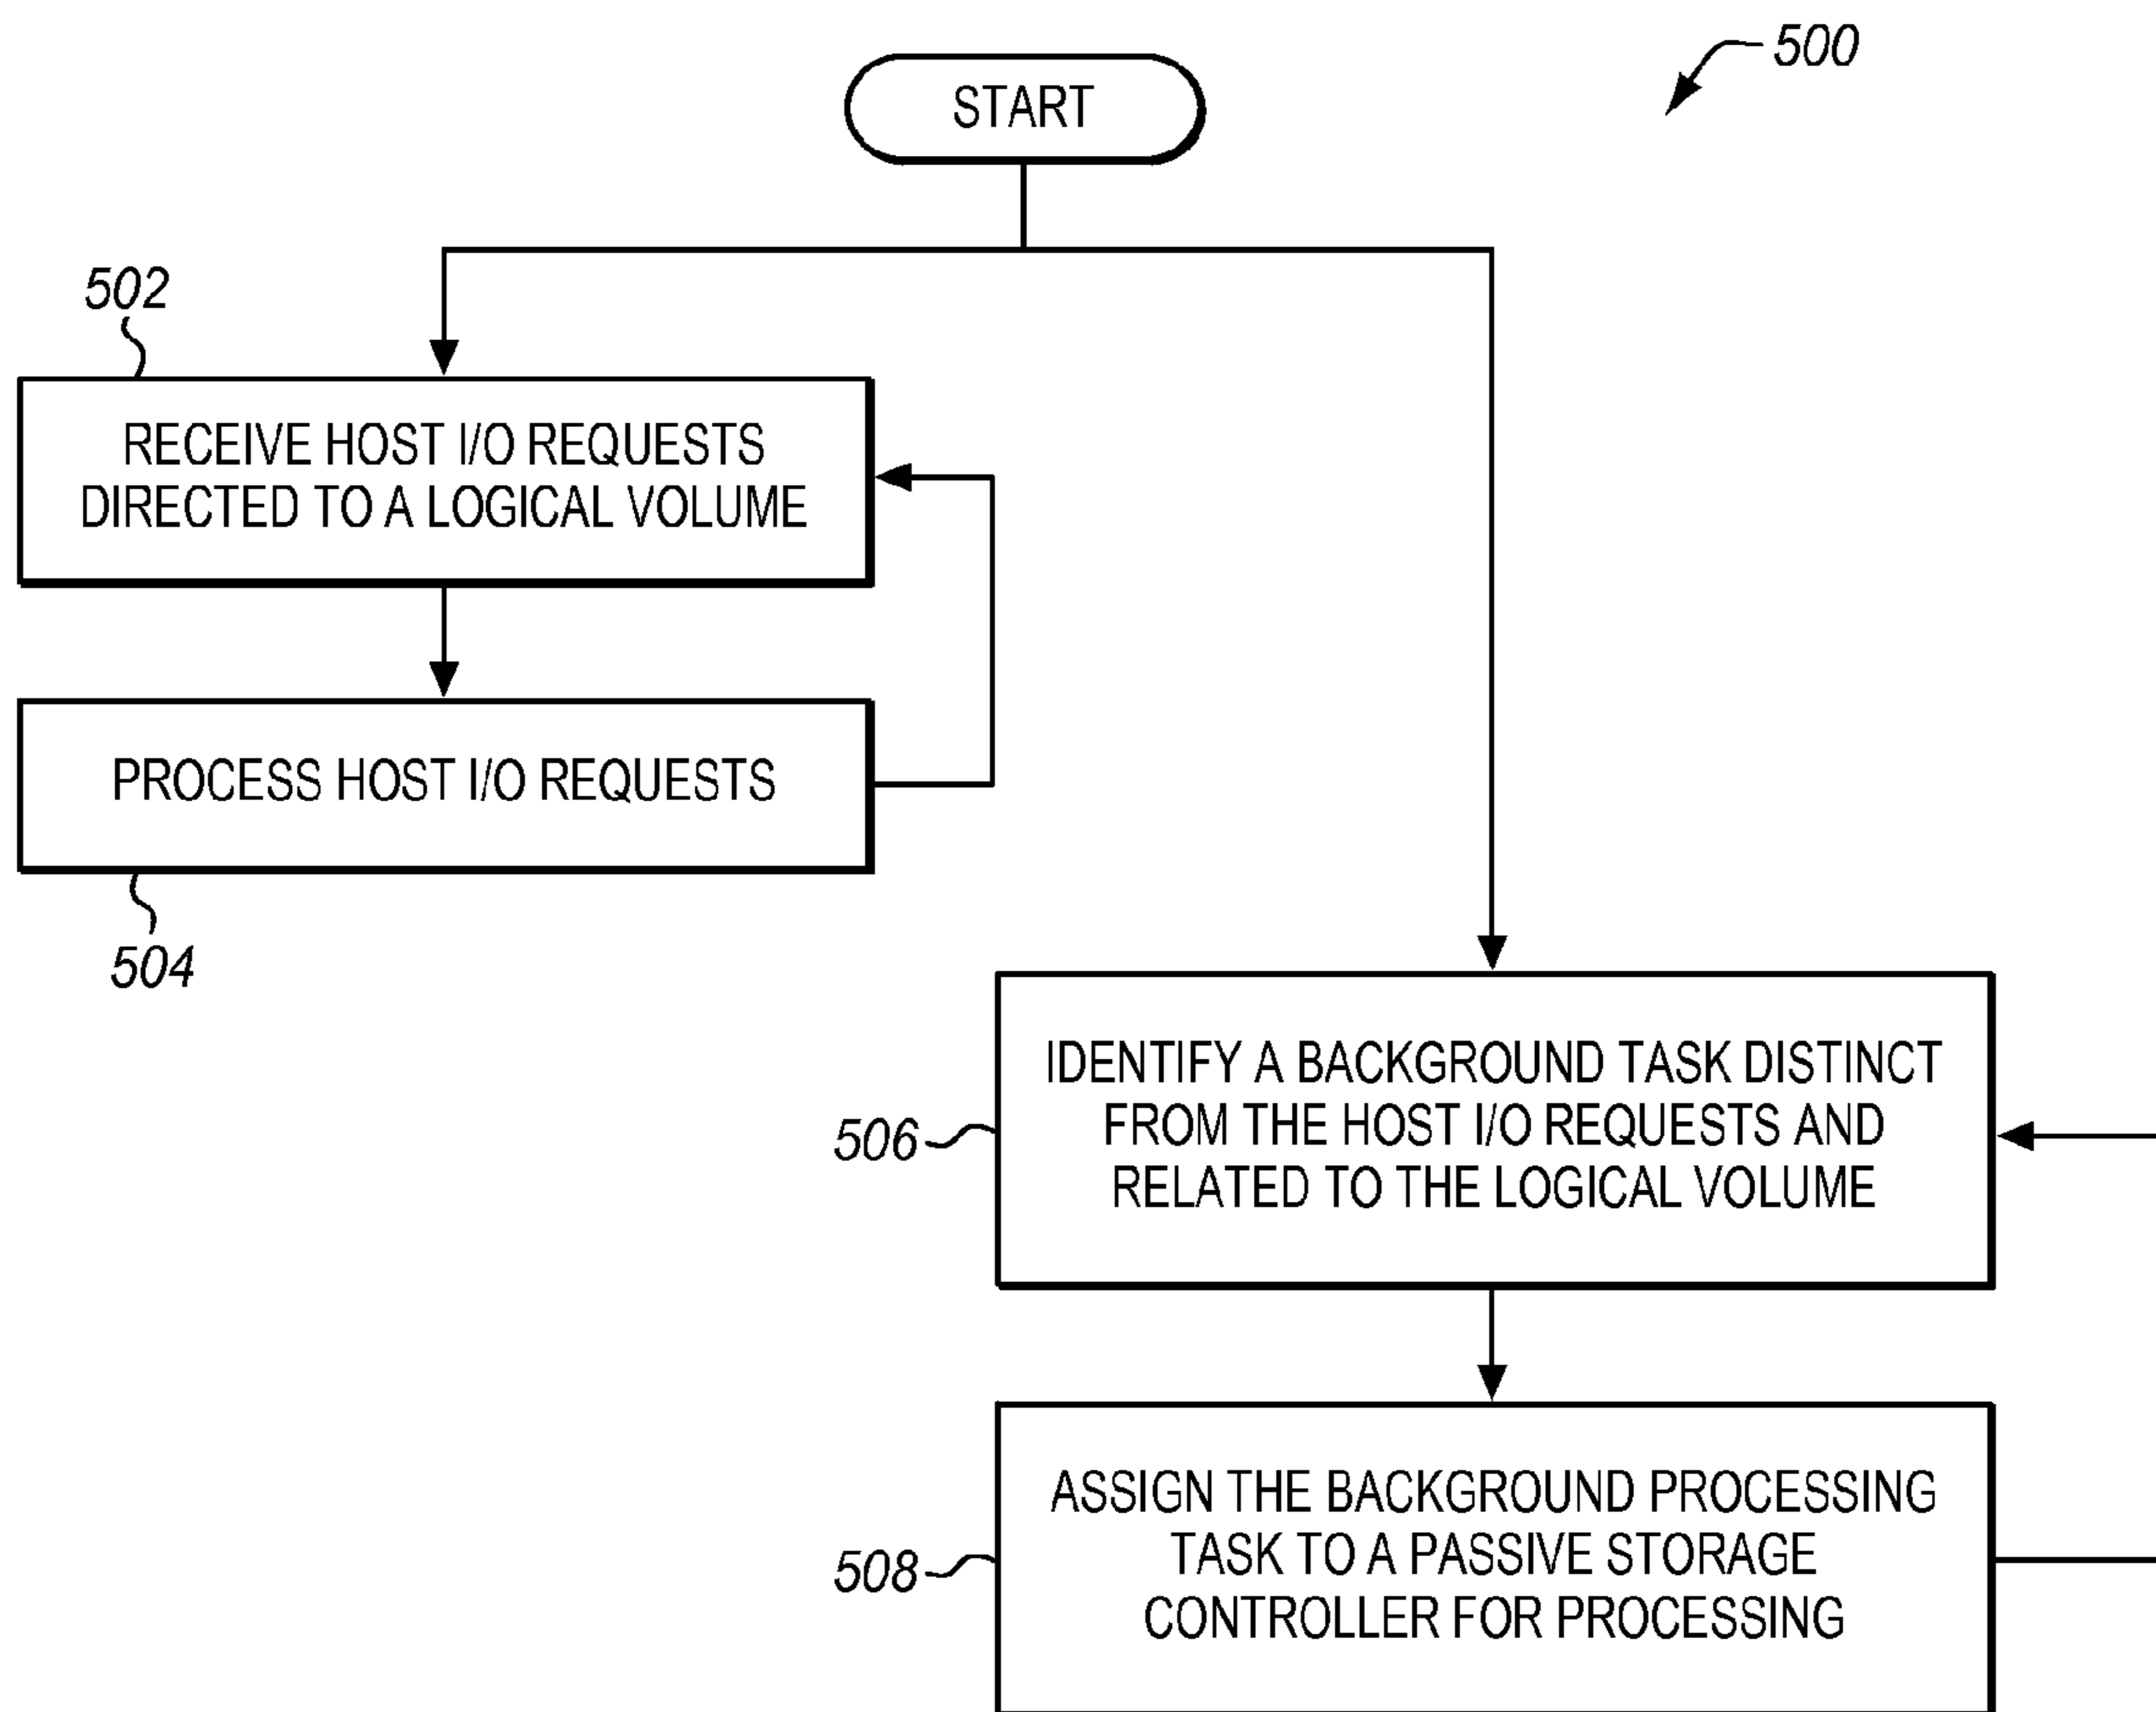 500
START
502
RECEIVE HOST I/O REQUESTS
DIRECTED TO A LOGICAL VOLUME
PROCESS HOST I/O REQUESTS
504
IDENTIFY A BACKGROUND TASK DISTINCT
FROM THE HOST I/O REQUESTS AND
RELATED TO THE LOGICAL VOLUME
506
ASSIGN THE BACKGROUND PROCESSING
TASK TO A PASSIVE STORAGE
CONTROLLER FOR PROCESSING
508